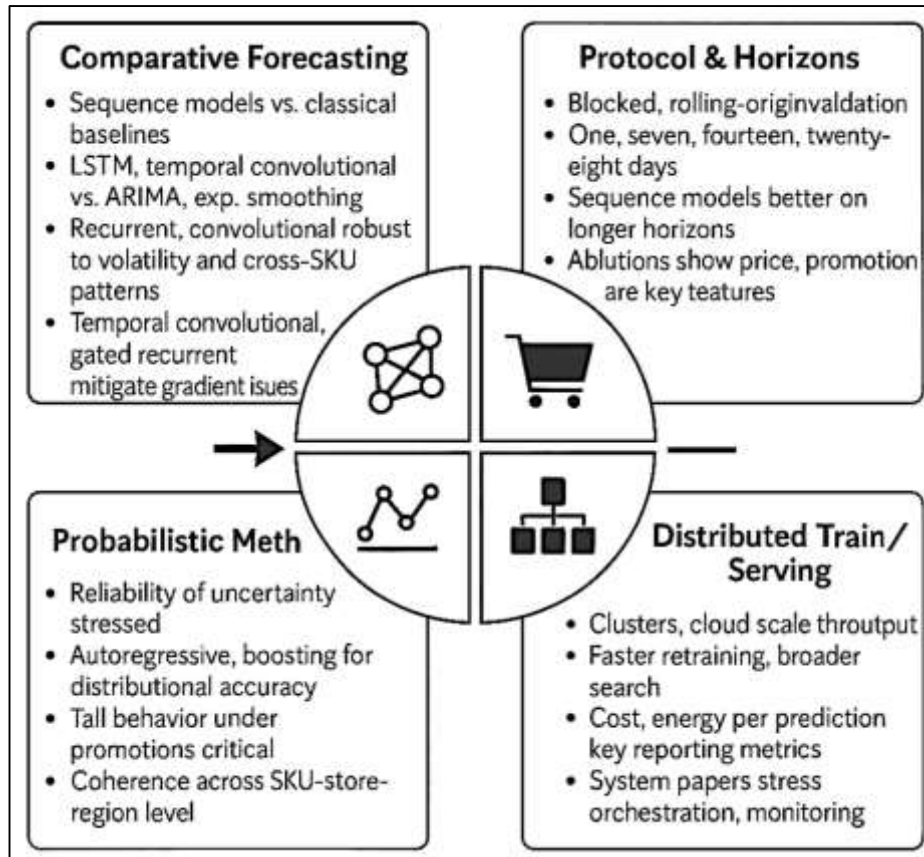 Comparative Forecasting
• Sequence models vs. classical
baselines
• LSTM, temporal convolutional
vs. ARIMA, exp. smoothing
• Recurrent, convolutional robust
to volatility and cross-SKU
patterns
• Temporal convolutional,
gated recurrent
mitigate gradient isues
Protocol & Horizons
• Blocked, rolling-originvaldation
• One, seven, fourteen, twenty-
eight days
• Sequence models better on
longer horizons
• Ablutions show price, promotion
are key teatures
Probabilistic Meth
• Reliability of uncertainty
stressed
• Autoregressive, boosting for
distributional accuracy
• Tall behavior under
promotions critical
• Coherence across SKU-store-
region level
Distributed Train/
Serving
• Clusters, cloud scale throutput
• Faster retraining, broader
search
• Cost, energy per prediction
key reporting metrics
• System papers stress
orchestration, monitoring